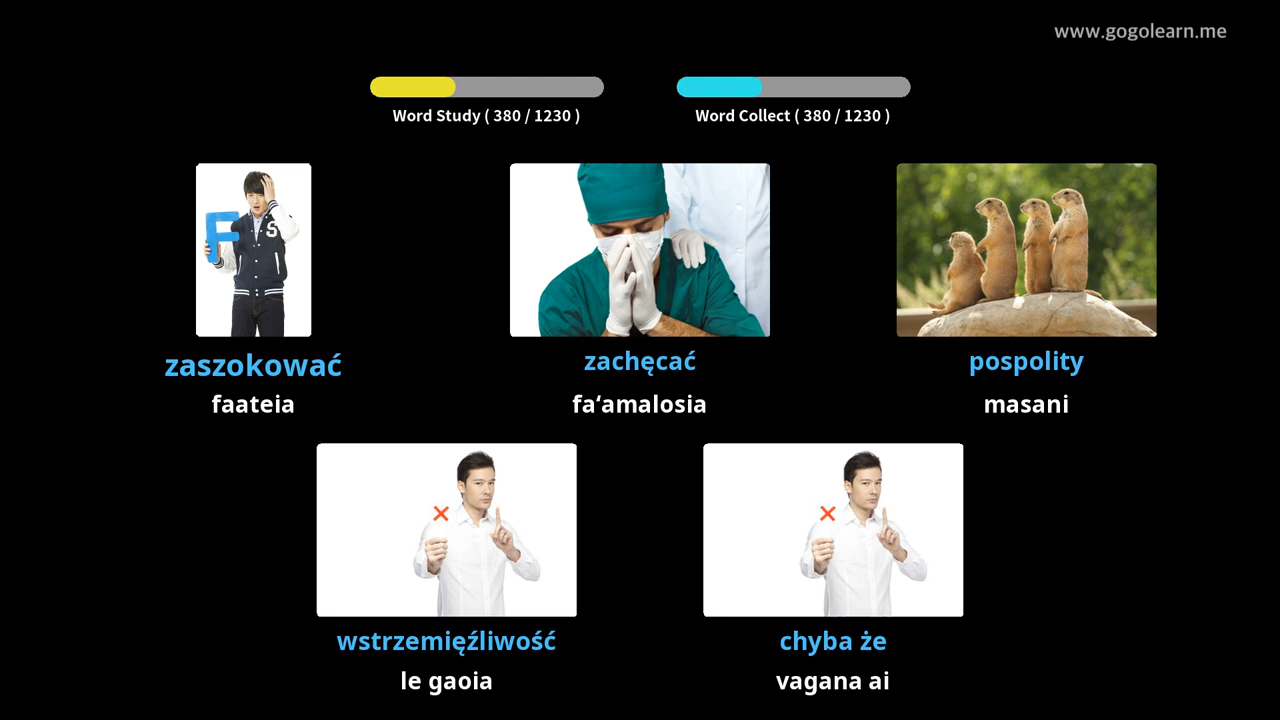 www.gogolearn.me
Word Study ( 380 / 1230 )
Word Collect ( 380 / 1230 )
F
S
zaszokować
zachęcać
pospolity
faateia
fa‘amalosia
masani
wstrzemięźliwość
chyba że
le gaoia
vagana ai